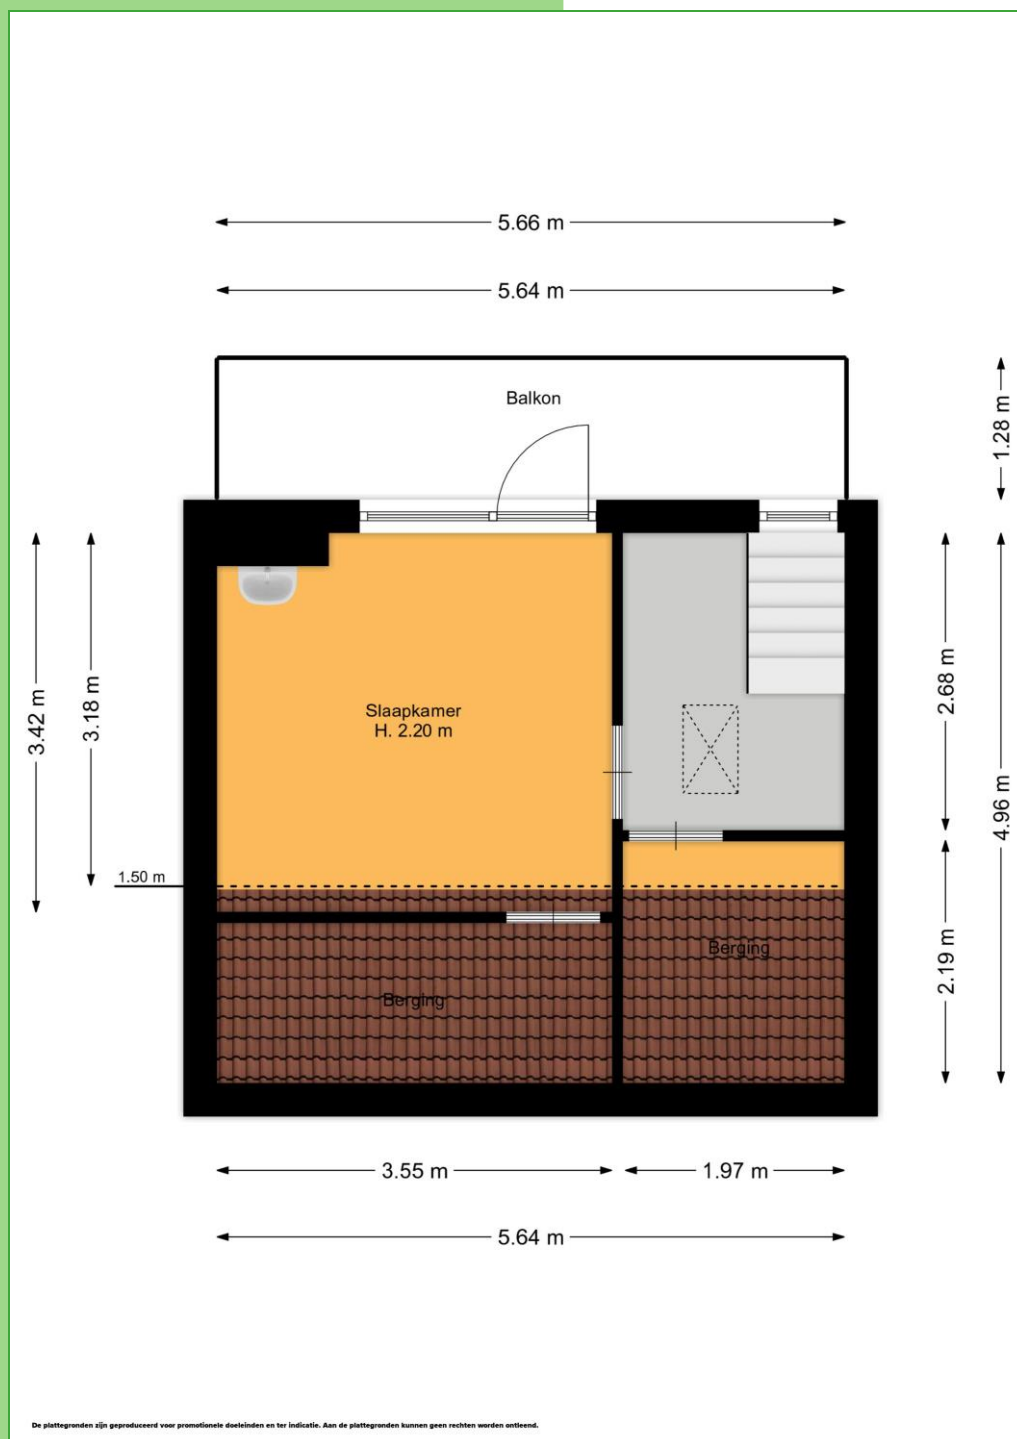 5.66 m
5.64 m
Balkon
1.28 m
3.42 m
3.18 m
Slaapkamer
H. 2.20 m
2.68 m
4.96 m
1.50 m
Berging
Berging
2.19 m
3.55 m
1.97 m
5.64 m
De plattegronden zijn geproduceerd voor promotionele doeleinden en ter indicatie. Aan de plattegronden kunnen geen rechten worden ontleend.